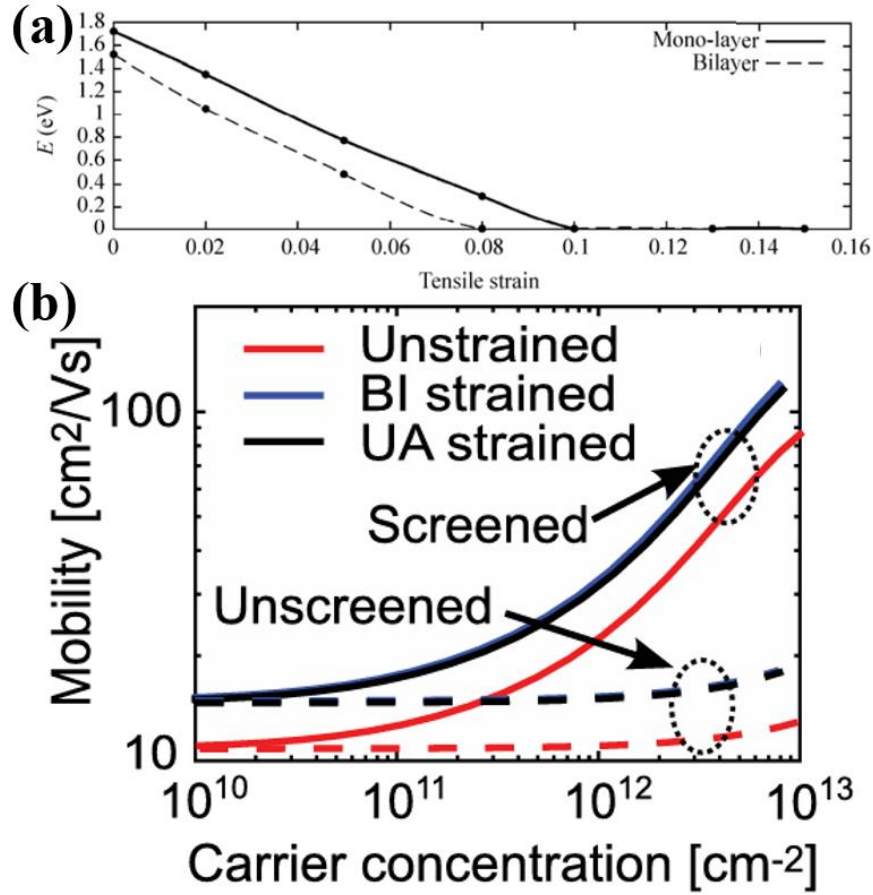 (a)
1.8
1.6
1.4
1.2
1
0.8
0.6
0.4
0.2
0
E (eV)
Mono-layer
Bilayer
0 0.02 0.04 0.06 0.08 0.1 0.12 0.14 0.16
Tensile strain
(b)
Mobility [cm2/Vs]
100
10
Unstrained
BI strained
UA strained
Screened
Unscreened
10^10 10^11 10^12 10^13
Carrier concentration [cm-2]